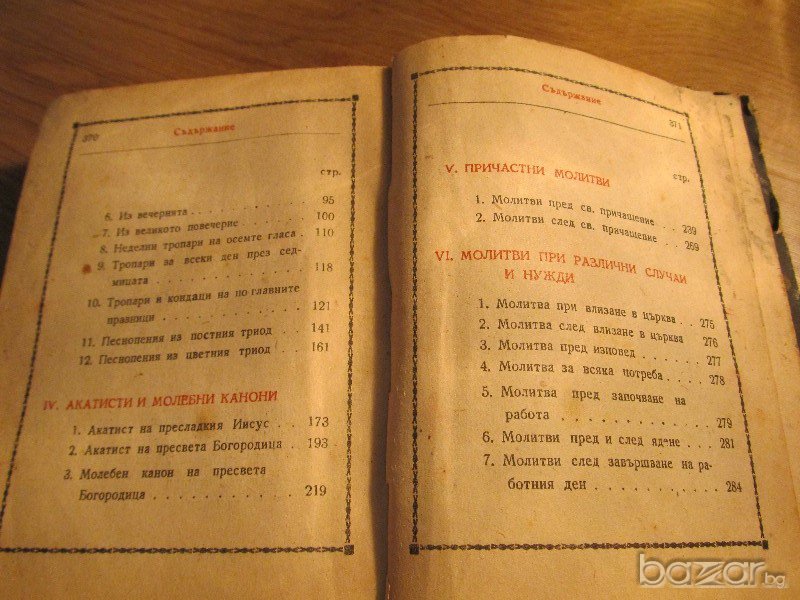 370
Съдържание
стр.
6. Из вечернята . . . . . . . . . . . 95
7. Из великото повечерие . . . . . . 100
8. Неделни тропари на осемте гласа . 110
9. Тропари за всеки ден през сед-
мицата . . . . . . . . . . . . . . 118
10. Тропари и кондаци на по главните
празници . . . . . . . . . . . . . 121
11. Песнопения из постния триод . . . 141
12. Песнопения из цветния триод . . . 161
IV. АКАТИСТИ И МОЛЕБНИ КАНОНИ
1. Акатист на пресладкия Иисус . . . 173
2. Акатист на пресвета Богородица . . 193
3. Молебен канон на пресвета
Богородица . . . . . . . . . . . . 219
Съдържание
371
стр.
V. ПРИЧАСТНИ МОЛИТВИ
1. Молитви пред св. причащение . . . 239
2. Молитви след св. причащение . . . 269
VI. МОЛИТВИ ПРИ РАЗЛИЧНИ СЛУЧАИ
И НУЖДИ
1. Молитва при влизане в църква . . 275
2. Молитва след влизане в църква 276
3. Молитва пред изповед . . . . . . 277
4. Молитва за всяка потреба . . . . 278
5. Молитва пред започване на
работа . . . . . . . . . . . . . . 279
6. Молитви пред и след ядене . . . . 281
7. Молитви след завършване на ра-
ботния ден . . . . . . . . . . . . 284
bazar.bg